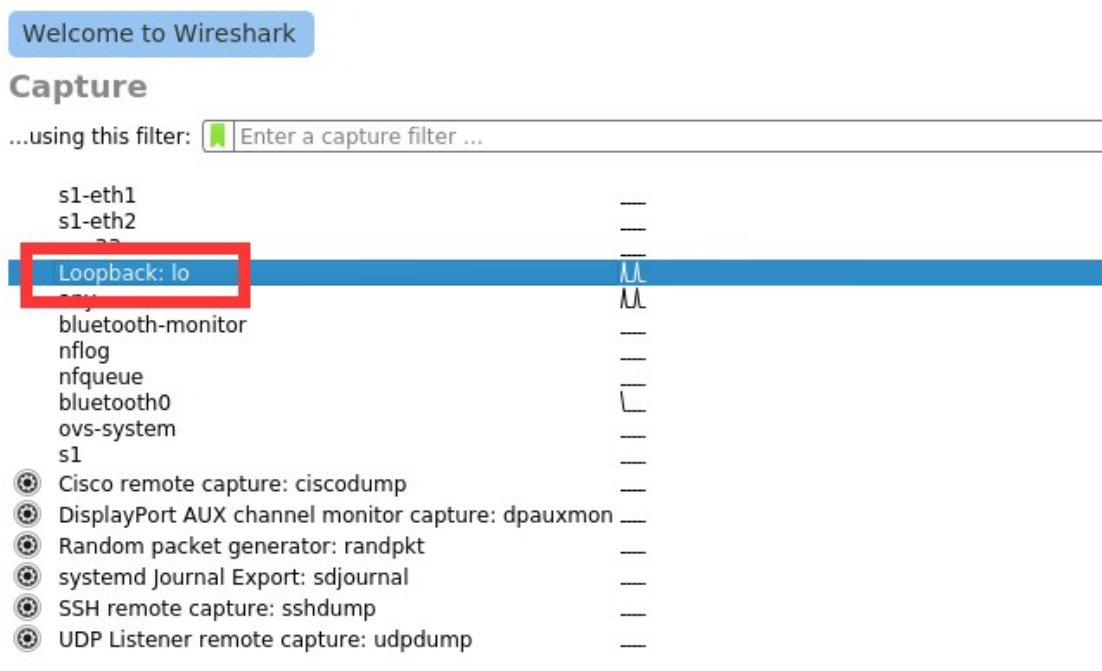 Welcome to Wireshark
Capture
...using this filter: Enter a capture filter ...
s1-eth1
s1-eth2
Loopback: lo
bluetooth-monitor
nflog
nfqueue
bluetooth0
ovs-system
s1
Cisco remote capture: ciscodump
DisplayPort AUX channel monitor capture: dpauxmon
Random packet generator: randpkt
systemd Journal Export: sdjournal
SSH remote capture: sshdump
UDP Listener remote capture: udpdump